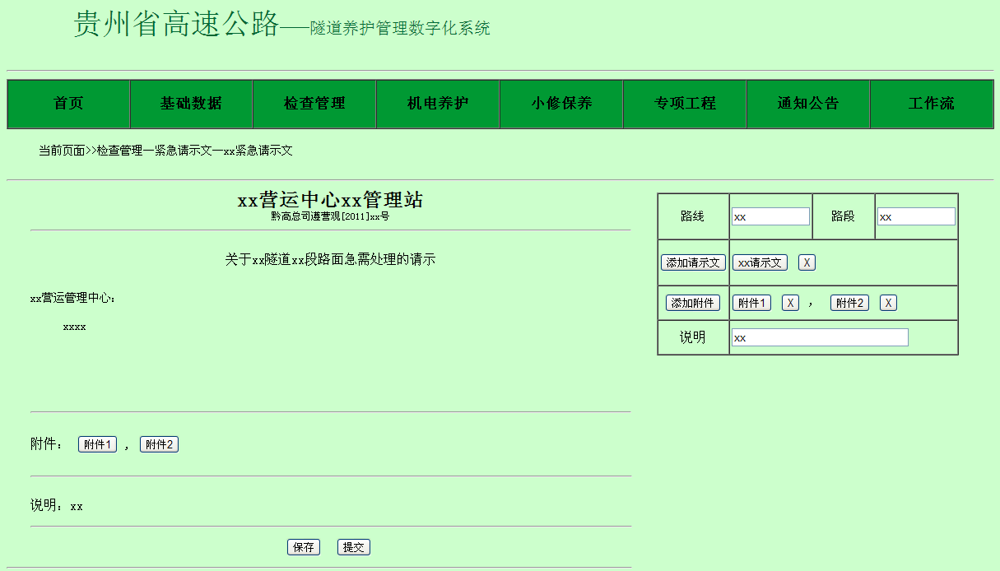 贵州省高速公路——隧道养护管理数字化系统
首页 基础数据 检查管理 机电养护 小修保养 专项工程 通知公告 工作流
当前页面>>检查管理—紧急请示文—xx紧急请示文
xx营运中心xx管理站
黔高总司遵营观[2011]xx号
关于xx隧道xx段路面急需处理的请示
xx营运管理中心:
xxxx
附件: 附件1 , 附件2
说明: xx
保存 提交
路线 xx 路段 xx
添加请示文 xx请示文 X
添加附件 附件1 X , 附件2 X
说明 xx